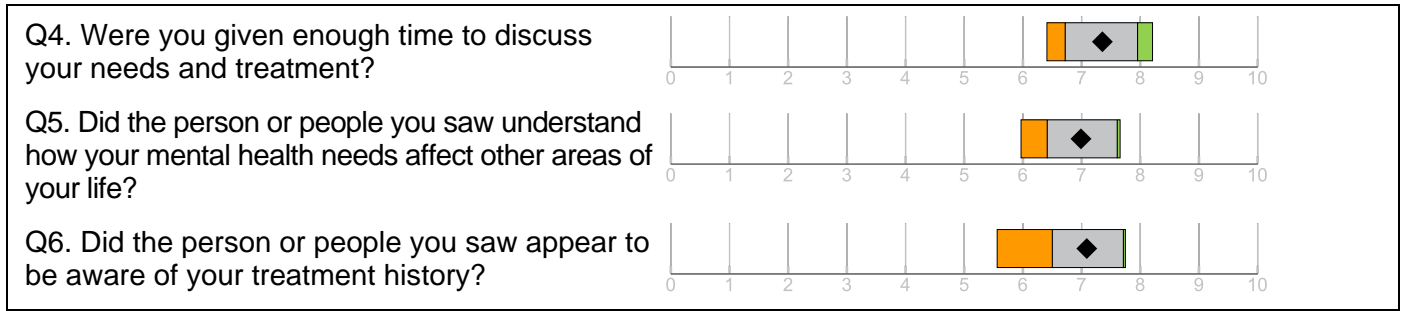 Q4. Were you given enough time to discuss
your needs and treatment?
0 1 2 3 4 5 6 7 8 9 10
Q5. Did the person or people you saw understand
how your mental health needs affect other areas of
your life?
0 1 2 3 4 5 6 7 8 9 10
Q6. Did the person or people you saw appear to
be aware of your treatment history?
0 1 2 3 4 5 6 7 8 9 10